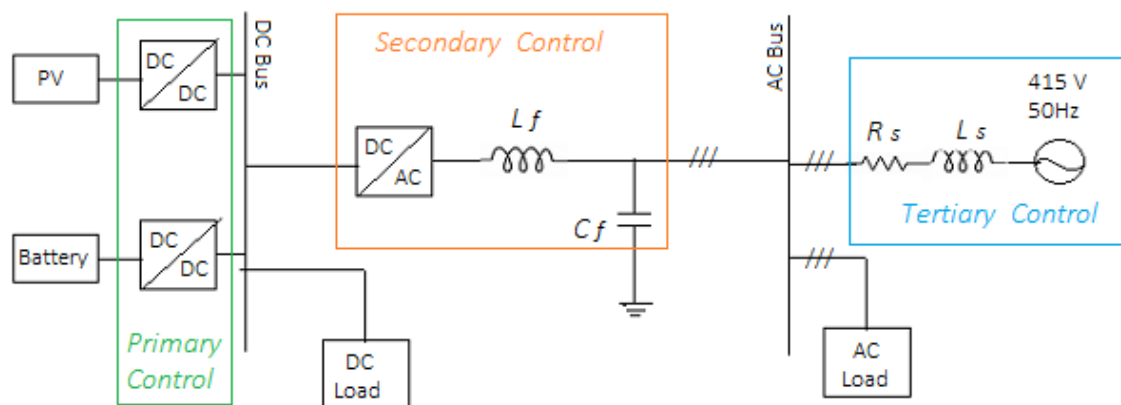 PV
DC
DC
DC Bus
Secondary Control
DC
AC
L f
C f
AC Bus
415 V
50Hz
R s
L s
Tertiary Control
Battery
DC
DC
Primary
Control
DC
Load
AC
Load